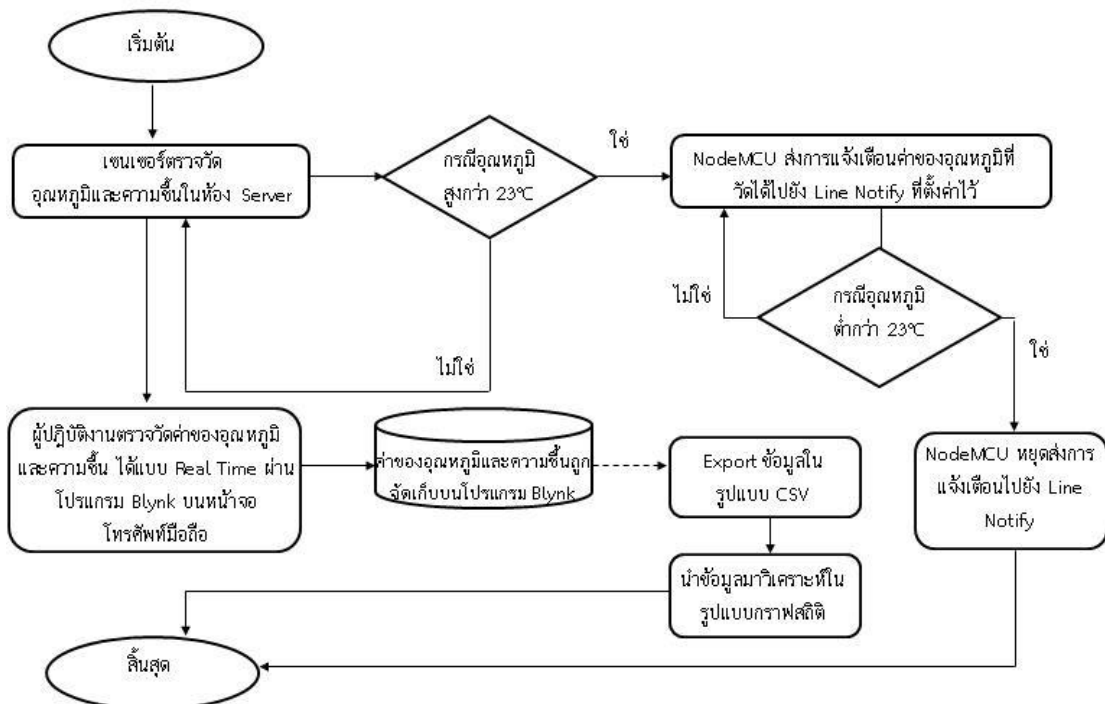 เริ่มต้น
เซนเซอร์ตรวจวัด
อุณหภูมิและความชื้นในห้อง Server
กรณีอุณหภูมิ
สูงกว่า 23℃
ใช่
ไม่ใช่
NodeMCU ส่งการแจ้งเตือนค่าของอุณหภูมิที่
วัดได้ไปยัง Line Notify ที่ตั้งค่าไว้
ไม่ใช่
กรณีอุณหภูมิ
ต่ำกว่า 23℃
ใช่
ผู้ปฏิบัติงานตรวจวัดค่าของอุณหภูมิ
และความชื้น ได้แบบ Real Time ผ่าน
โปรแกรม Blynk บนหน้าจอ
โทรศัพท์มือถือ
ค่าของอุณหภูมิและความชื้นถูก
จัดเก็บบนโปรแกรม Blynk
Export ข้อมูลใน
รูปแบบ CSV
NodeMCU หยุดส่งการ
แจ้งเตือนไปยัง Line
Notify
นำข้อมูลมาวิเคราะห์ใน
รูปแบบกราฟสถิติ
สิ้นสุด